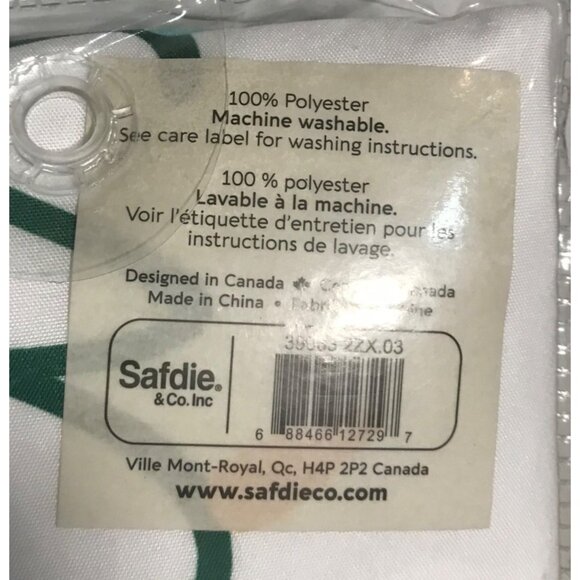 100% Polyester
Machine washable.
See care label for washing instructions.
100 % polyester
Lavable à la machine.
Voir l'étiquette d'entretien pour les
instructions de lavage.
Designed in Canada
Made in China •
2ZX.03
Safdie®
& Co. Inc
6 88466 12729 7
Ville Mont-Royal, Qc, H4P 2P2 Canada
www.safdieco.com